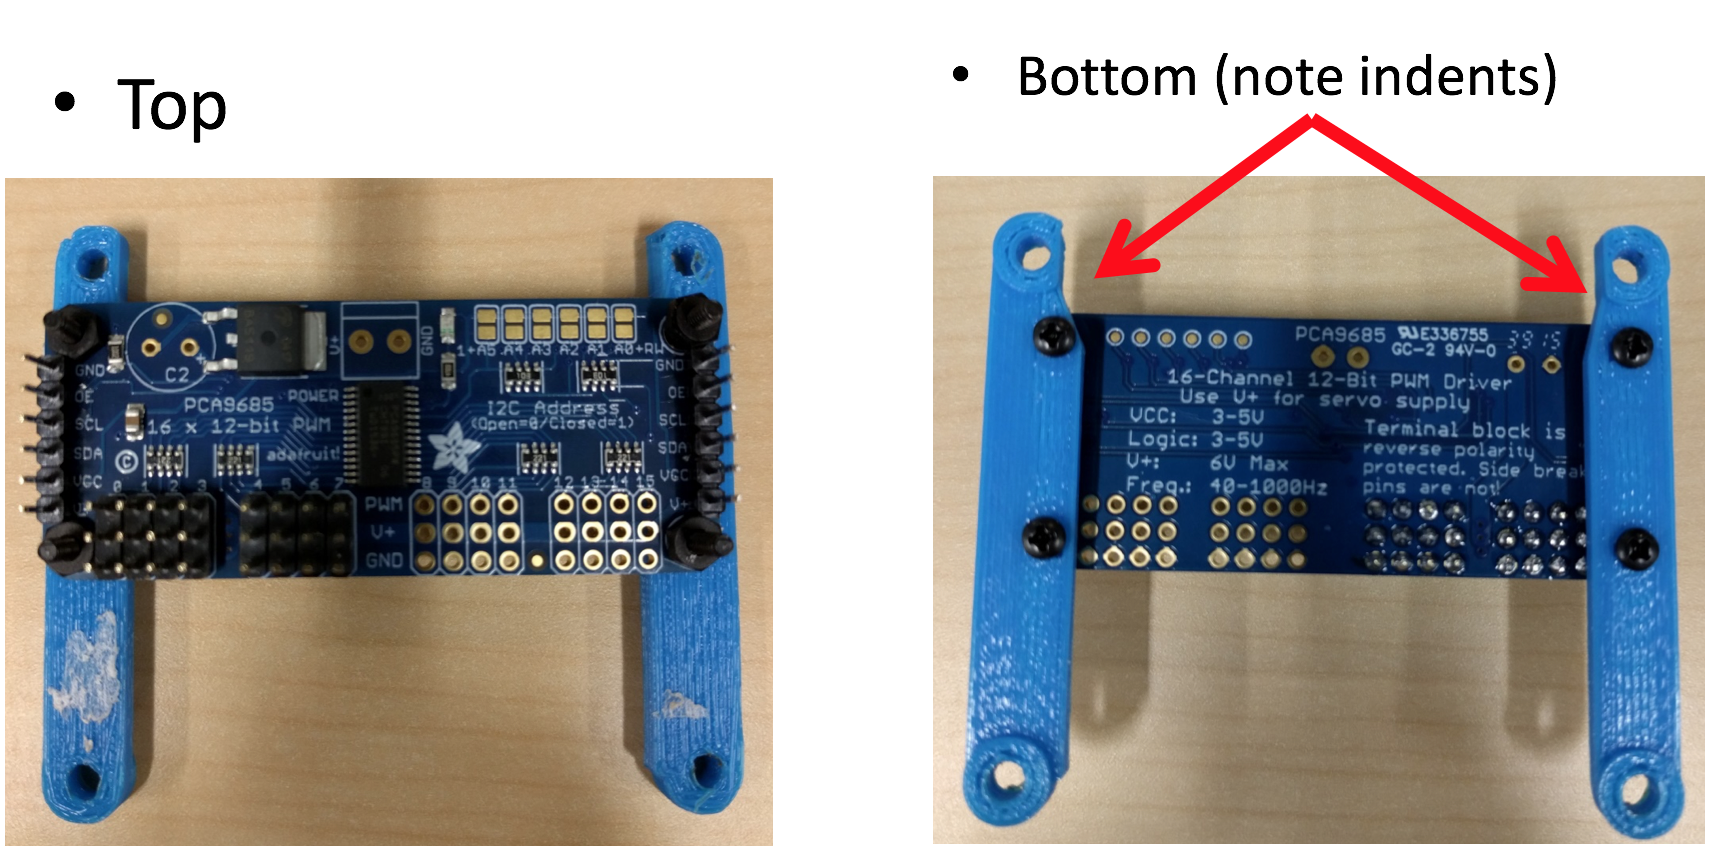 • Top
• Bottom (note indents)
C2
V+
GND
1+A5 A4 A3 A2 A1 A0+RW
GND
OE
SCL
SDA
VCC
GND
OE
SCL
SDA
VCC
V+
PCA9685
16 x 12-bit PWM
POWER
I2C Address
(Open=0/Closed=1)
adafruit!
0 1 2 3 4 5 6 7 8 9 10 11 12 13 14 15
PWM
V+
GND
PCA9685
E336755
GC-2 94V-0
3915
16-Channel 12-Bit PWM Driver
Use V+ for servo supply
VCC: 3-5V
Logic: 3-5V
V+: 6V Max
Freq.: 40-1000Hz
Terminal block is
reverse polarity
protected. Side break
pins are not!